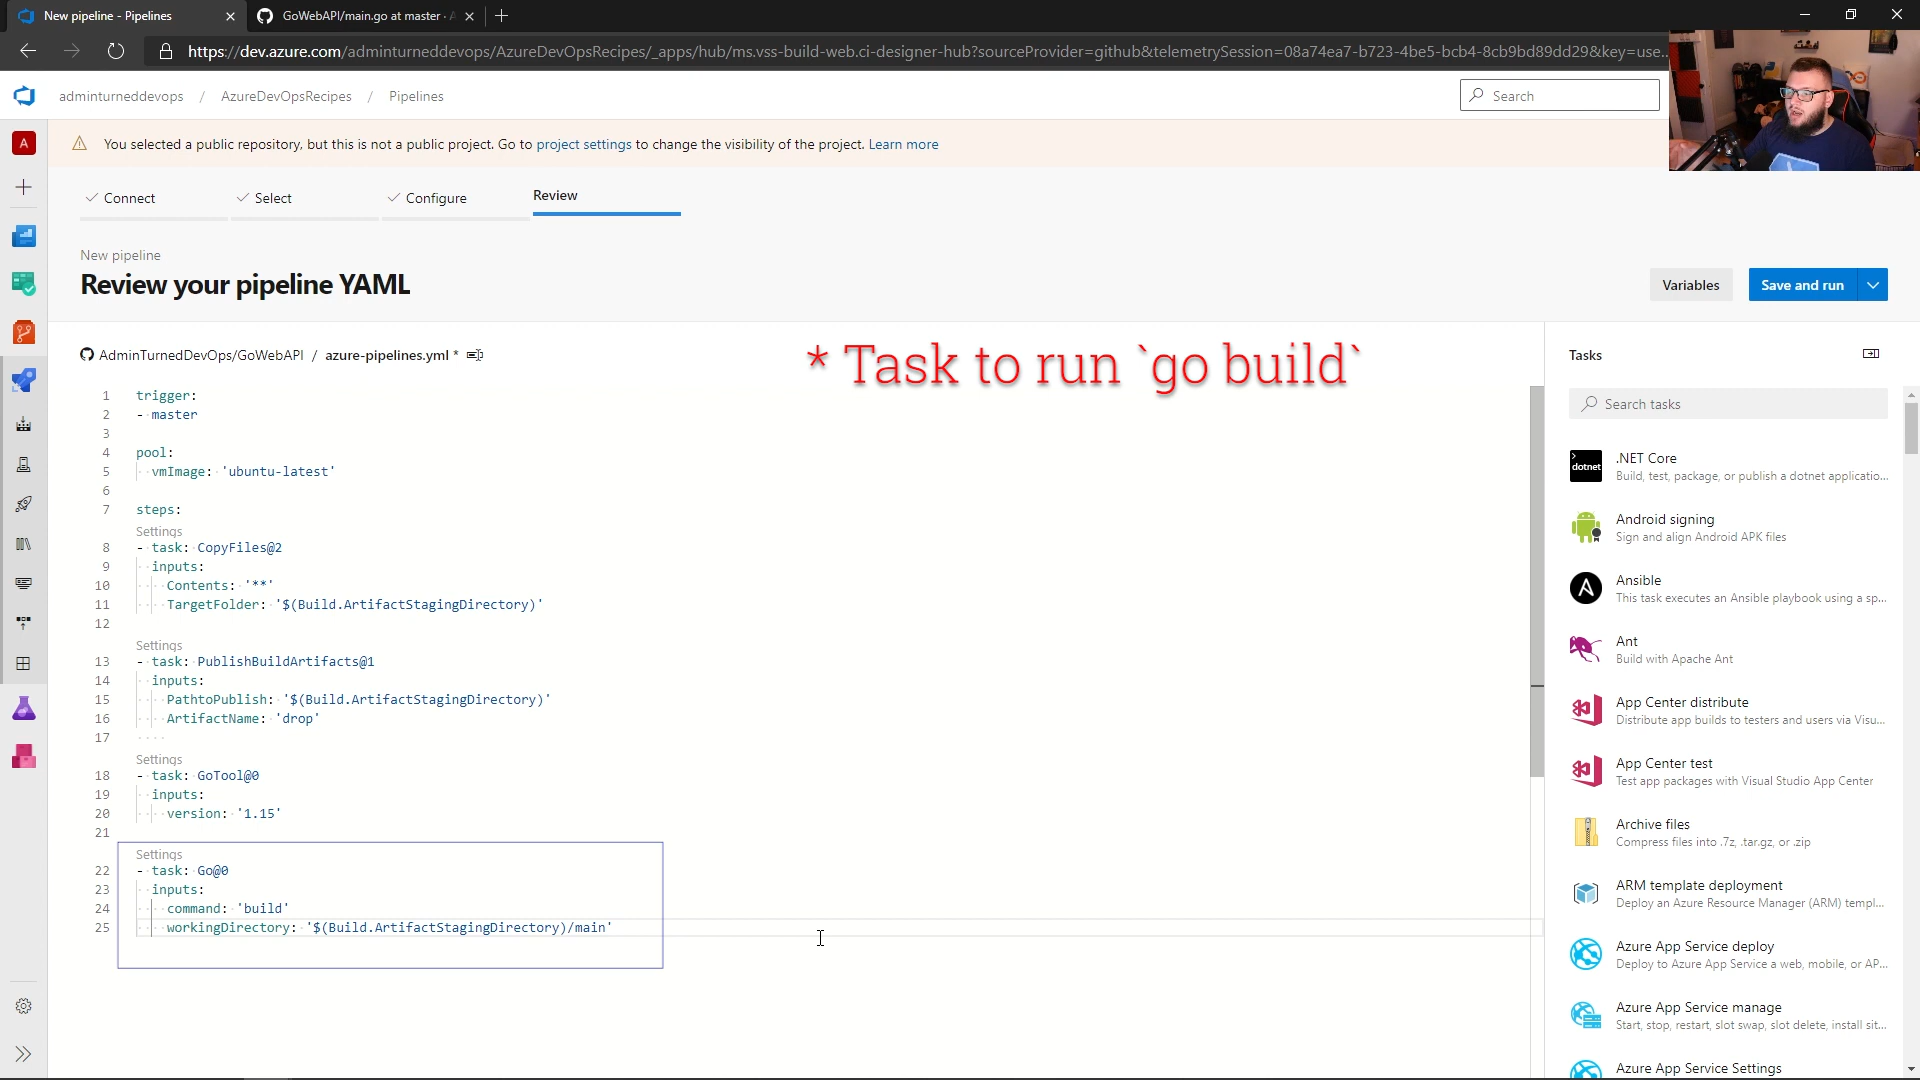 New pipeline - Pipelines
GoWebAPI/main.go at master · A
https://dev.azure.com/adminturneddevops/AzureDevOpsRecipes/_apps/hub/ms.vss-build-web.ci-designer-hub?sourceProvider=github&telemetrySession=08a74ea7-b723-4be5-bcb4-8cb9bd89dd29&key=use...
adminturneddevops / AzureDevOpsRecipes / Pipelines
Search
A
You selected a public repository, but this is not a public project. Go to project settings to change the visibility of the project. Learn more
Connect
Select
Configure
Review
New pipeline
Review your pipeline YAML
Variables
Save and run
AdminTurnedDevOps/GoWebAPI / azure-pipelines.yml *
* Task to run `go build`
1 trigger:
2 - master
3
4 pool:
5 vmImage: 'ubuntu-latest'
6
7 steps:
Settings
8 - task: CopyFiles@2
9 inputs:
10 Contents: '**'
11 TargetFolder: '$(Build.ArtifactStagingDirectory)'
12
Settings
13 - task: PublishBuildArtifacts@1
14 inputs:
15 PathtoPublish: '$(Build.ArtifactStagingDirectory)'
16 ArtifactName: 'drop'
17
Settings
18 - task: GoTool@0
19 inputs:
20 version: '1.15'
21
Settings
22 - task: Go@0
23 inputs:
24 command: 'build'
25 workingDirectory: '$(Build.ArtifactStagingDirectory)/main'
Tasks
Search tasks
dotnet
.NET Core
Build, test, package, or publish a dotnet applicatio...
Android signing
Sign and align Android APK files
Ansible
This task executes an Ansible playbook using a sp...
Ant
Build with Apache Ant
App Center distribute
Distribute app builds to testers and users via Visu...
App Center test
Test app packages with Visual Studio App Center
Archive files
Compress files into .7z, .tar.gz, or .zip
ARM template deployment
Deploy an Azure Resource Manager (ARM) templ...
Azure App Service deploy
Deploy to Azure App Service a web, mobile, or AP...
Azure App Service manage
Start, stop, restart, slot swap, slot delete, install sit...
Azure App Service Settings